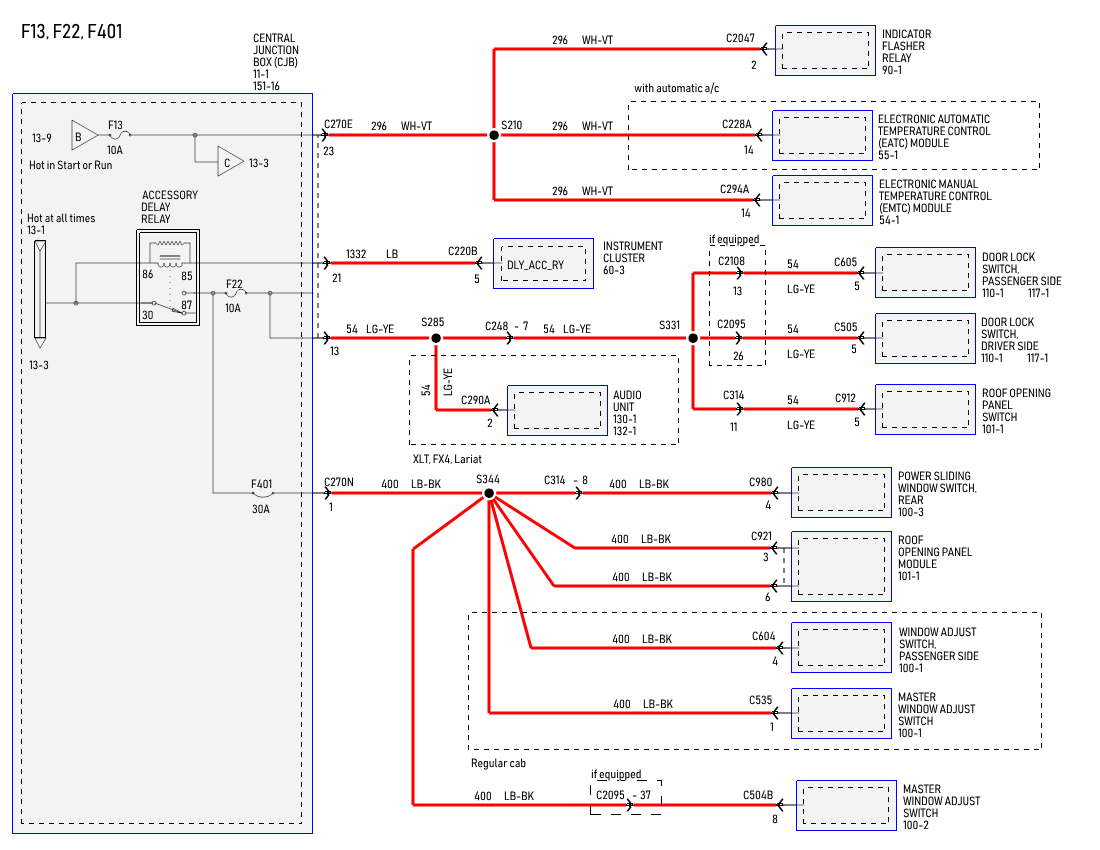 F13, F22, F401
CENTRAL
JUNCTION
BOX (CJB)
11-1
151-16
13-9
B
F13
10A
C
13-3
Hot in Start or Run
ACCESSORY
DELAY
RELAY
Hot at all times
13-1
86
85
30
87
F22
10A
13-3
F401
30A
C270E
23
296 WH-VT
S210
296 WH-VT
C2047
2
INDICATOR
FLASHER
RELAY
90-1
with automatic a/c
296 WH-VT
C228A
14
ELECTRONIC AUTOMATIC
TEMPERATURE CONTROL
(EATC) MODULE
55-1
296 WH-VT
C294A
14
ELECTRONIC MANUAL
TEMPERATURE CONTROL
(EMTC) MODULE
54-1
21
1332 LB
C220B
5
DLY_ACC_RY
INSTRUMENT
CLUSTER
60-3
13
54 LG-YE
S285
C248 - 7
54 LG-YE
S331
54
LG-YE
C290A
2
AUDIO
UNIT
130-1
132-1
XLT, FX4, Lariat
if equipped
C2108
13
54
LG-YE
C605
5
DOOR LOCK
SWITCH,
PASSENGER SIDE
110-1 117-1
C2095
26
54
LG-YE
C505
5
DOOR LOCK
SWITCH,
DRIVER SIDE
110-1 117-1
C314
11
54
LG-YE
C912
5
ROOF OPENING
PANEL
SWITCH
101-1
C270N
1
400 LB-BK
S344
C314 - 8
400 LB-BK
C980
4
POWER SLIDING
WINDOW SWITCH,
REAR
100-3
400 LB-BK
C921
3
400 LB-BK
6
ROOF
OPENING PANEL
MODULE
101-1
400 LB-BK
C604
4
WINDOW ADJUST
SWITCH,
PASSENGER SIDE
100-1
400 LB-BK
C535
1
MASTER
WINDOW ADJUST
SWITCH
100-1
Regular cab
400 LB-BK
if equipped
C2095 - 37
C504B
8
MASTER
WINDOW ADJUST
SWITCH
100-2